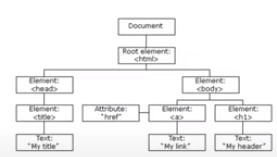 Document
Root element:
<html>
Element:
<head>
Element:
<body>
Element:
<title>
Attribute:
"href"
Element:
<a>
Element:
<h1>
Text:
"My title"
Text:
"My link"
Text:
"My header"